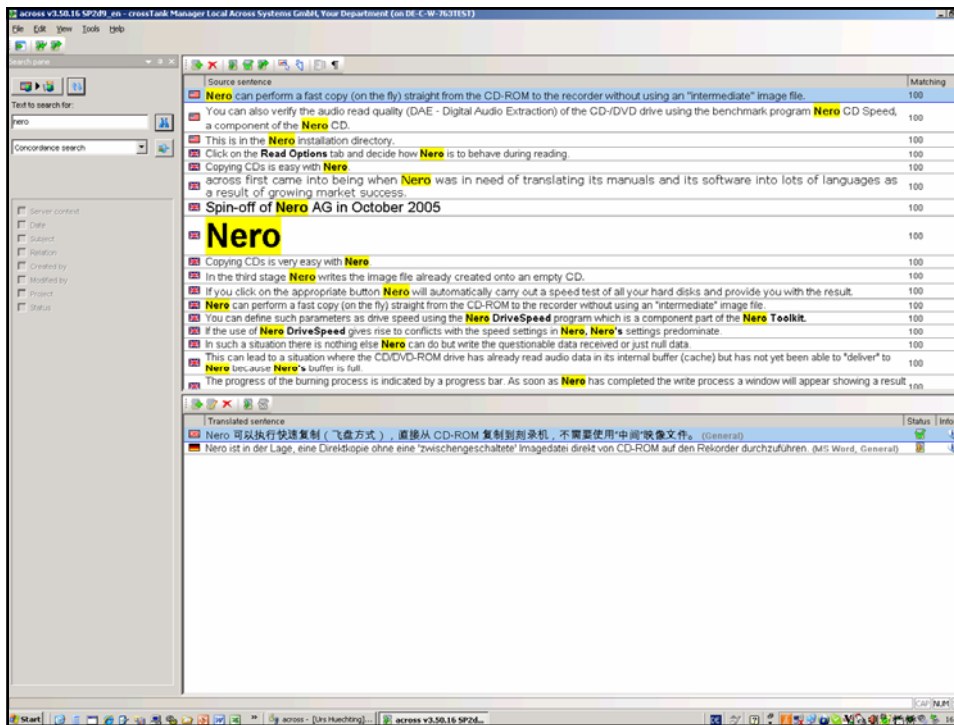 across v3.50.16 SP2d9_en - crossTank Manager Local Across Systems GmbH, Your Department (on DE-C-W-763TEST)
File Edit View Tools Help
Search pane
Text to search for:
nero
Concordance search
Server context
Date
Subject
Relation
Created by
Modified by
Project
Status
Source sentence Matching
Nero can perform a fast copy (on the fly) straight from the CD-ROM to the recorder without using an "intermediate" image file. 100
You can also verify the audio read quality (DAE - Digital Audio Extraction) of the CD-/DVD drive using the benchmark program Nero CD Speed,
a component of the Nero CD. 100
This is in the Nero installation directory. 100
Click on the Read Options tab and decide how Nero is to behave during reading. 100
Copying CDs is easy with Nero. 100
across first came into being when Nero was in need of translating its manuals and its software into lots of languages as
a result of growing market success. 100
Spin-off of Nero AG in October 2005 100
Nero 100
Copying CDs is very easy with Nero. 100
In the third stage Nero writes the image file already created onto an empty CD. 100
If you click on the appropriate button Nero will automatically carry out a speed test of all your hard disks and provide you with the result. 100
Nero can perform a fast copy (on the fly) straight from the CD-ROM to the recorder without using an "intermediate" image file. 100
You can define such parameters as drive speed using the Nero DriveSpeed program which is a component part of the Nero Toolkit. 100
If the use of Nero DriveSpeed gives rise to conflicts with the speed settings in Nero, Nero's settings predominate. 100
In such a situation there is nothing else Nero can do but write the questionable data received or just null data. 100
This can lead to a situation where the CD/DVD-ROM drive has already read audio data in its internal buffer (cache) but has not yet been able to "deliver" to
Nero because Nero's buffer is full. 100
The progress of the burning process is indicated by a progress bar. As soon as Nero has completed the write process a window will appear showing a result 100
Translated sentence Status Info
Nero 可以执行快速复制（飞盘方式），直接从 CD-ROM 复制到刻录机，不需要使用“中间”映像文件。 (General)
Nero ist in der Lage, eine Direktkopie ohne eine 'zwischengeschaltete' Imagedatei direkt von CD-ROM auf den Rekorder durchzuführen. (MS Word, General)
CAP NUM
Start across - [Urs Huechting]... across v3.50.16 SP2d... 16